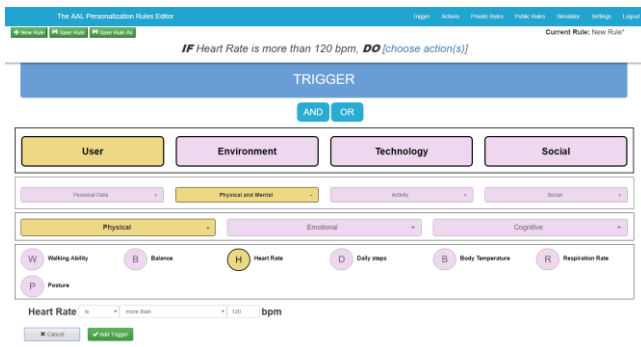 The AAL Personalization Rules Editor
Trigger Actions Private Rules Public Rules Simulator Settings Logout
New Rule Save Rule Save Rule As
Current Rule: New Rule*
IF Heart Rate is more than 120 bpm, DO [choose action(s)]
TRIGGER
AND OR
User Environment Technology Social
Personal Data + Physical and Mental - Activity + Social +
Physical - Emotional + Cognitive +
W Walking Ability B Balance H Heart Rate D Daily steps B Body Temperature R Respiration Rate
P Posture
Heart Rate is more than 120 bpm
Cancel Add Trigger